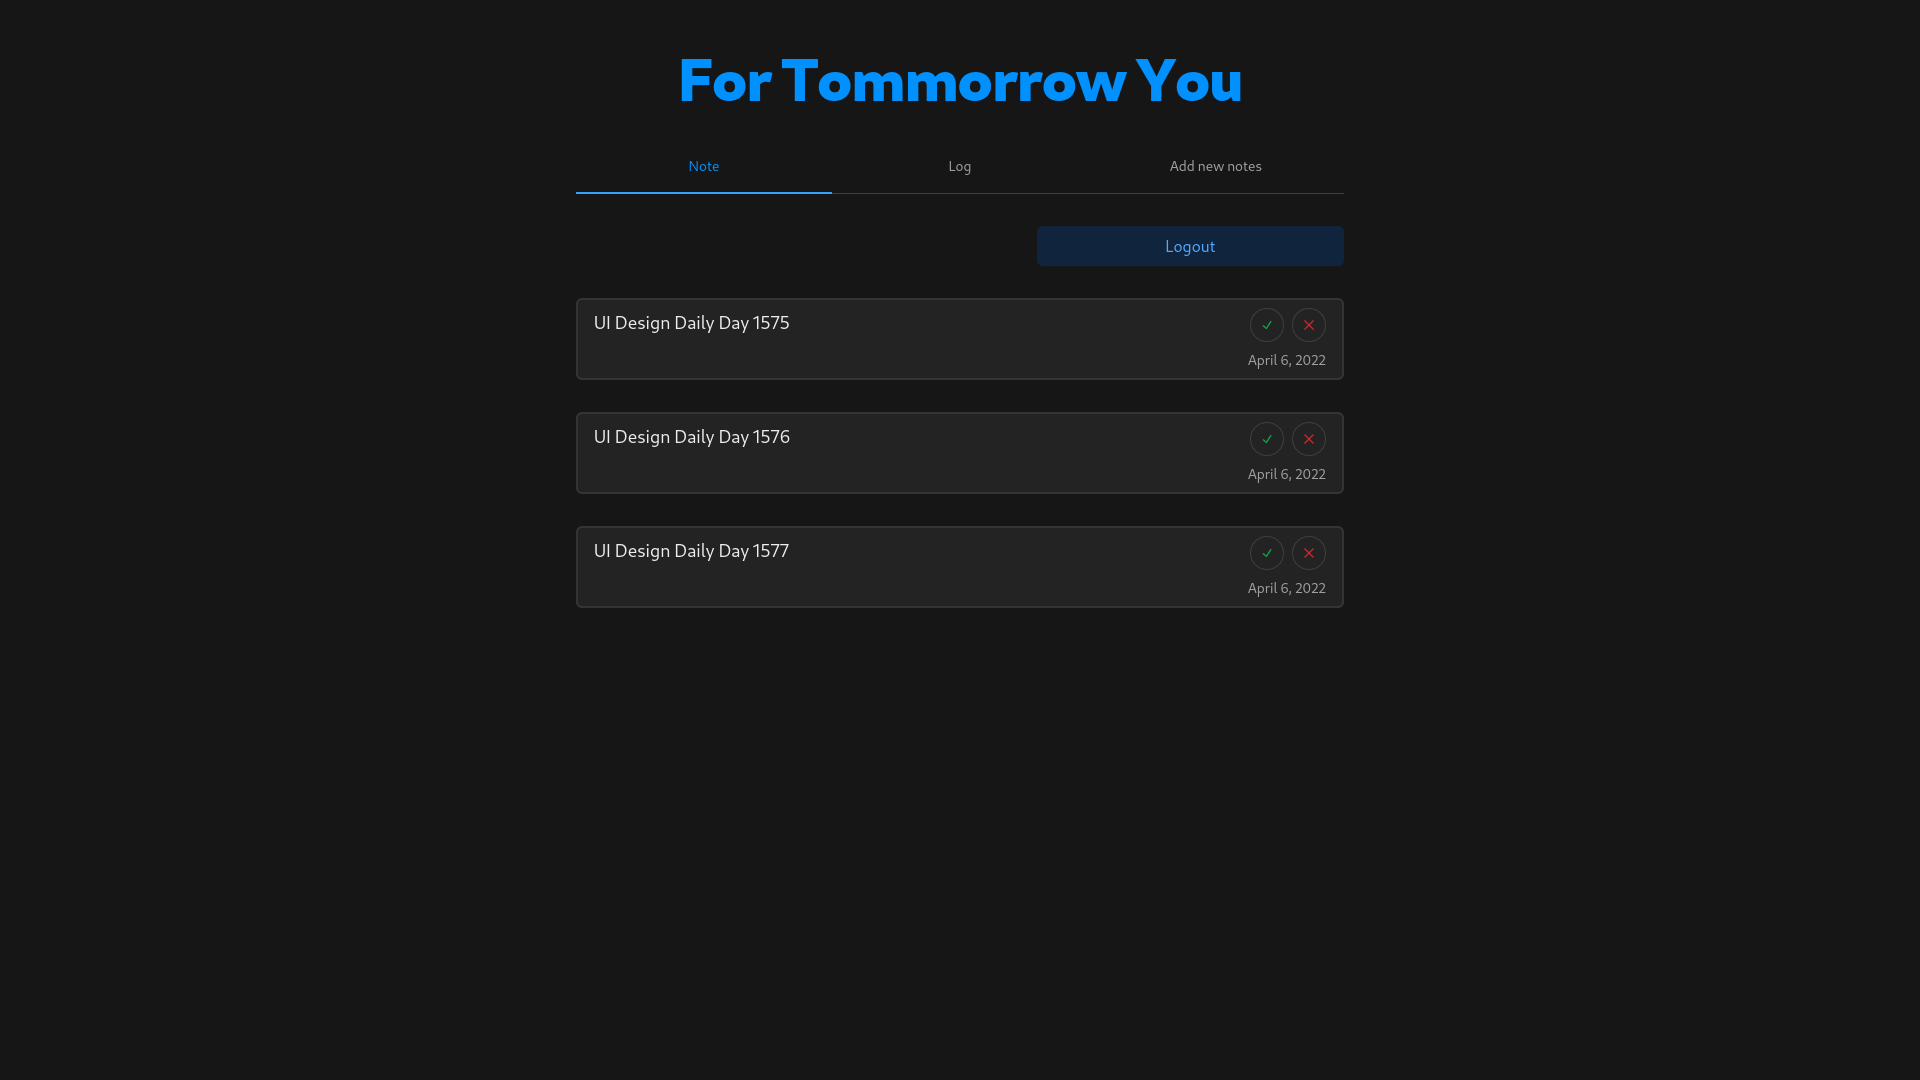 For Tommorrow You
Note Log Add new notes
Logout
UI Design Daily Day 1575
April 6, 2022
UI Design Daily Day 1576
April 6, 2022
UI Design Daily Day 1577
April 6, 2022